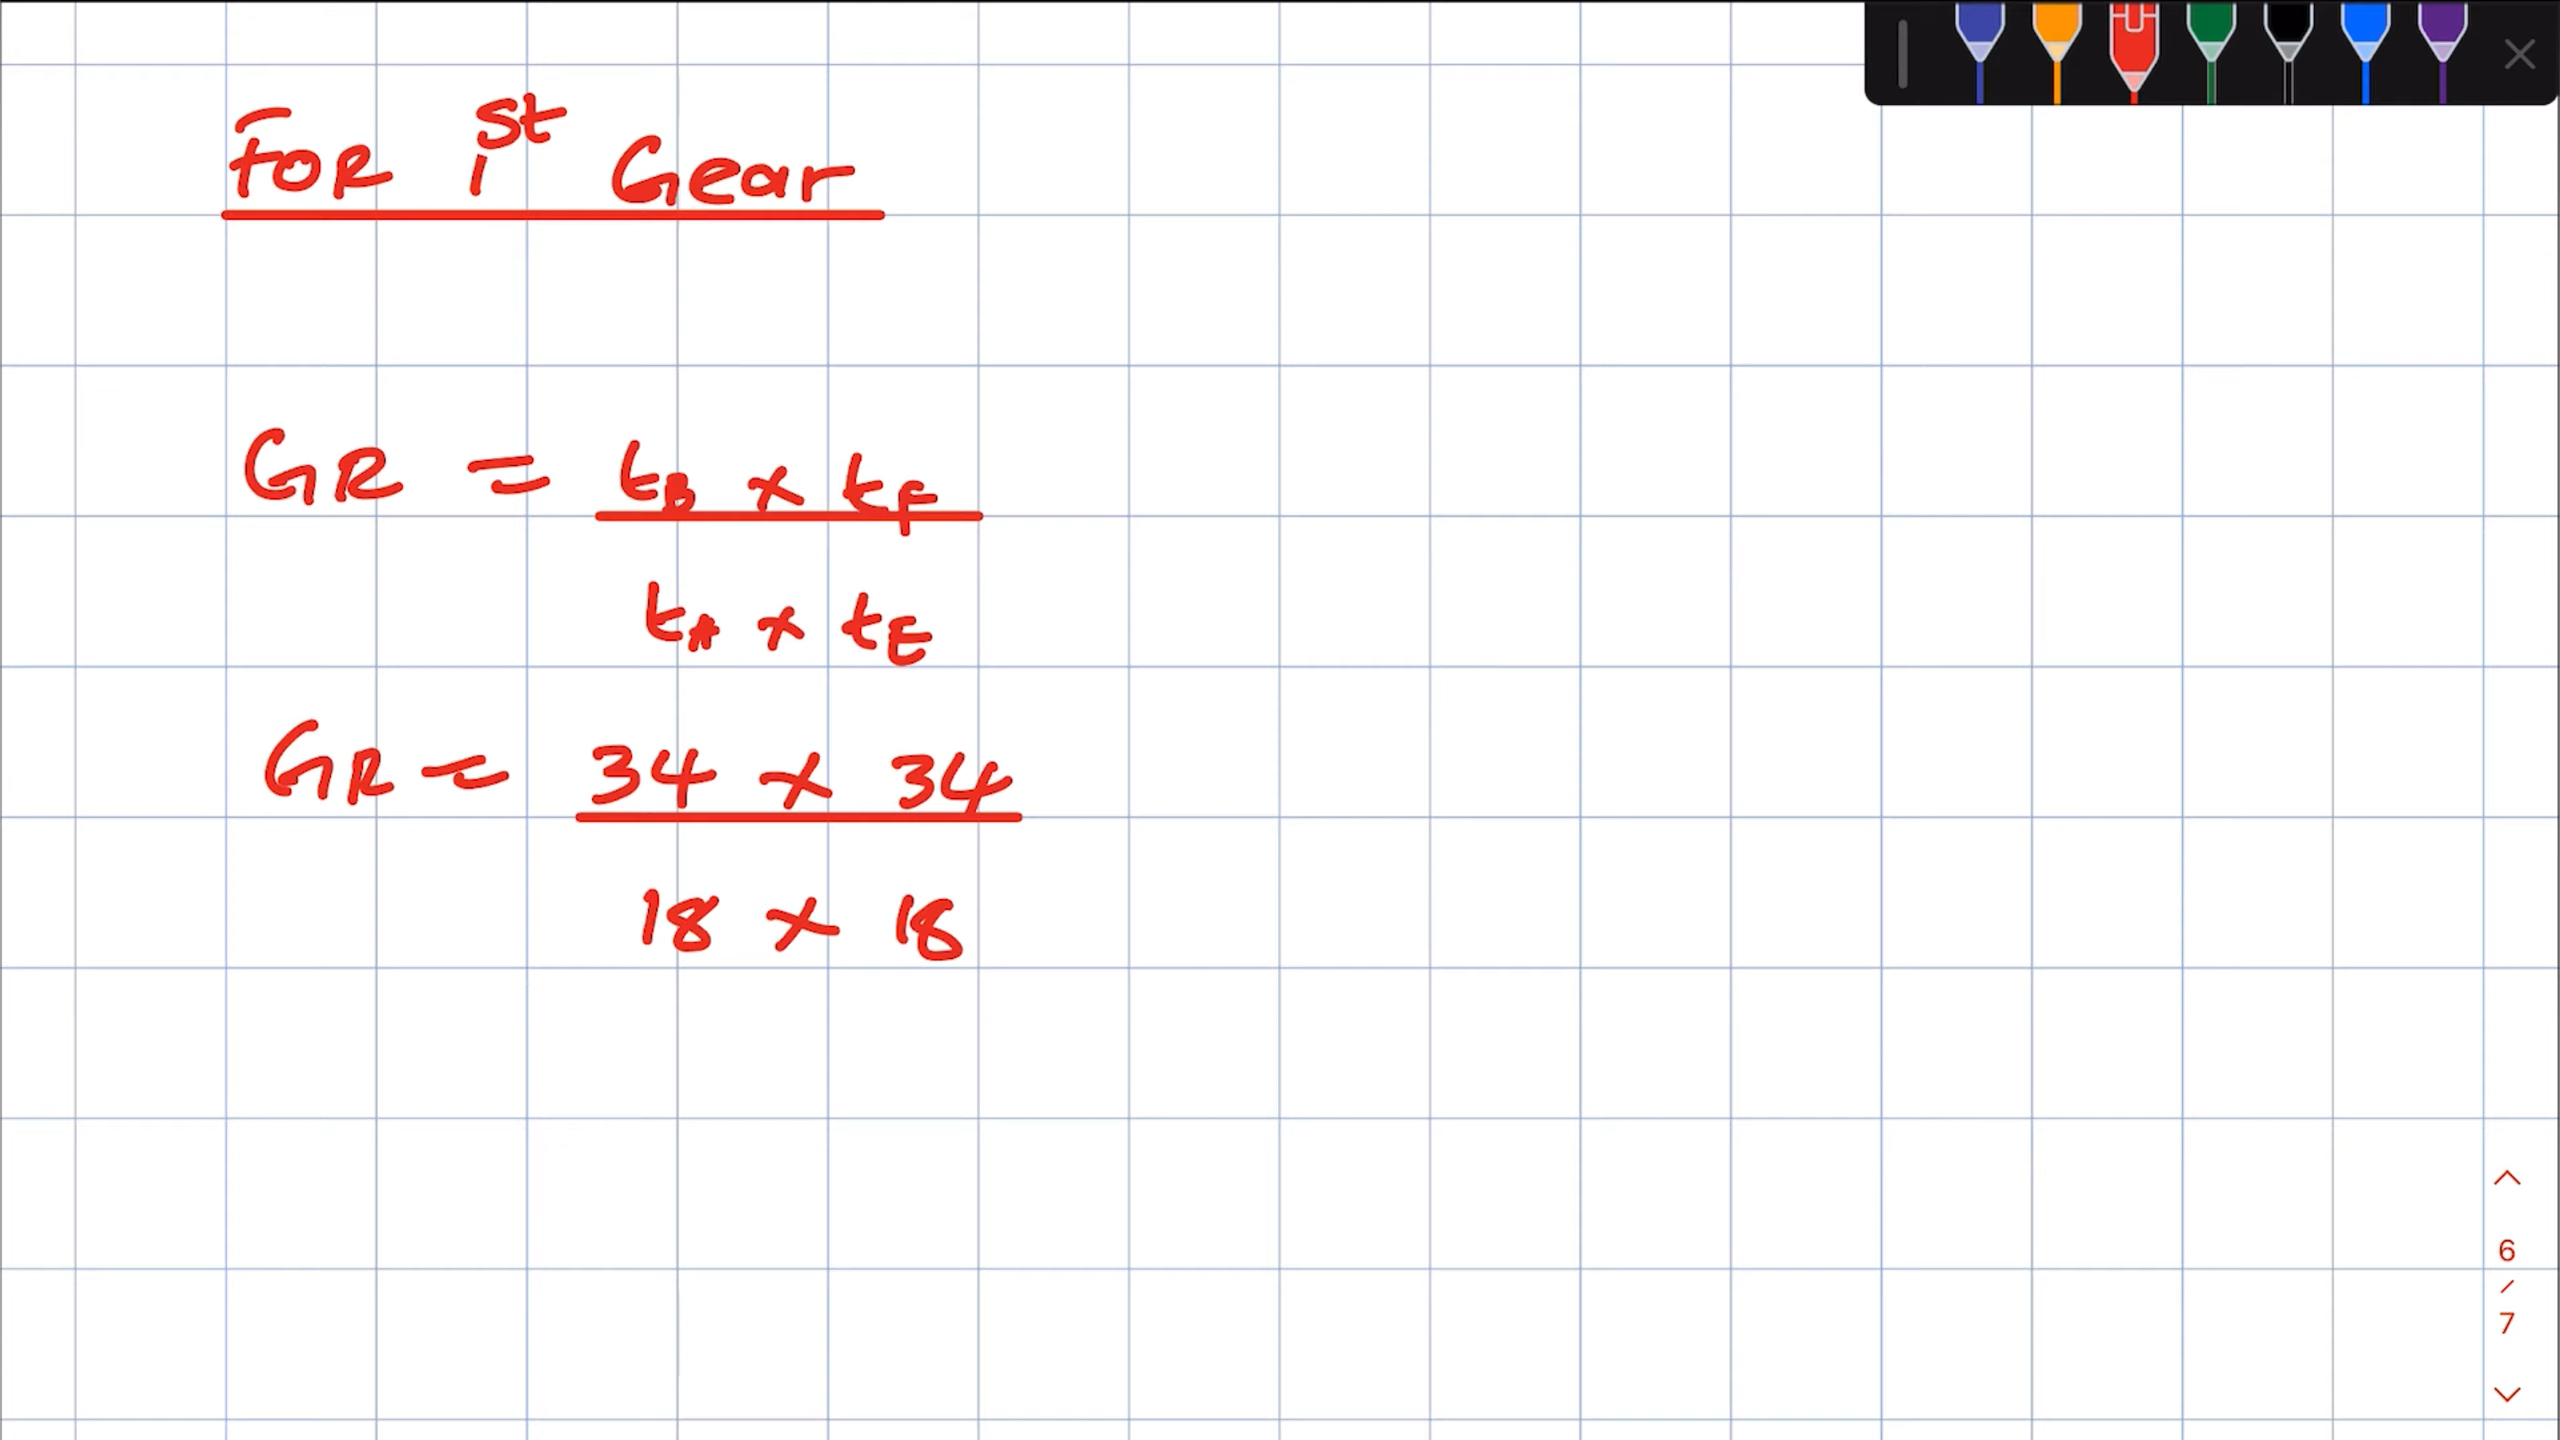 FOR 1st Gear
GR = tB x tF
tA x tE
GR = 34 x 34
18 x 18
6
/
7